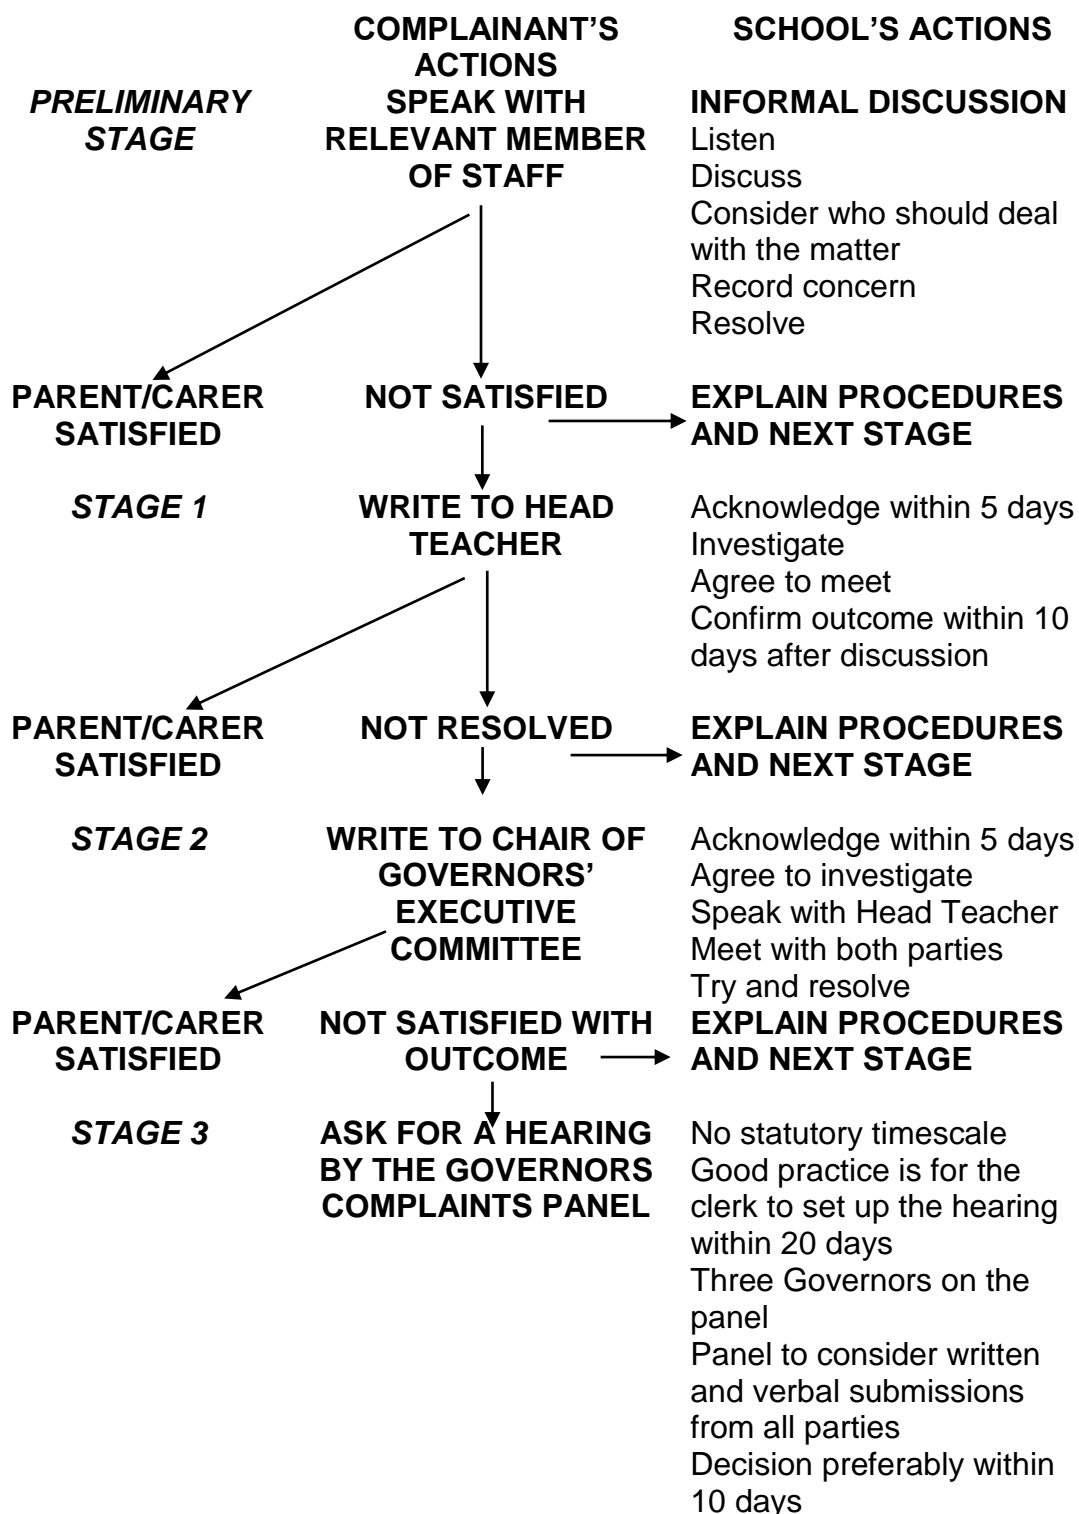 COMPLAINANT'S
ACTIONS
SCHOOL'S ACTIONS
PRELIMINARY
STAGE
SPEAK WITH
RELEVANT MEMBER
OF STAFF
INFORMAL DISCUSSION
Listen
Discuss
Consider who should deal
with the matter
Record concern
Resolve
PARENT/CARER
SATISFIED
NOT SATISFIED
EXPLAIN PROCEDURES
AND NEXT STAGE
STAGE 1
WRITE TO HEAD
TEACHER
Acknowledge within 5 days
Investigate
Agree to meet
Confirm outcome within 10
days after discussion
PARENT/CARER
SATISFIED
NOT RESOLVED
EXPLAIN PROCEDURES
AND NEXT STAGE
STAGE 2
WRITE TO CHAIR OF
GOVERNORS'
EXECUTIVE
COMMITTEE
Acknowledge within 5 days
Agree to investigate
Speak with Head Teacher
Meet with both parties
Try and resolve
PARENT/CARER
SATISFIED
NOT SATISFIED WITH
OUTCOME
EXPLAIN PROCEDURES
AND NEXT STAGE
STAGE 3
ASK FOR A HEARING
BY THE GOVERNORS
COMPLAINTS PANEL
No statutory timescale
Good practice is for the
clerk to set up the hearing
within 20 days
Three Governors on the
panel
Panel to consider written
and verbal submissions
from all parties
Decision preferably within
10 days